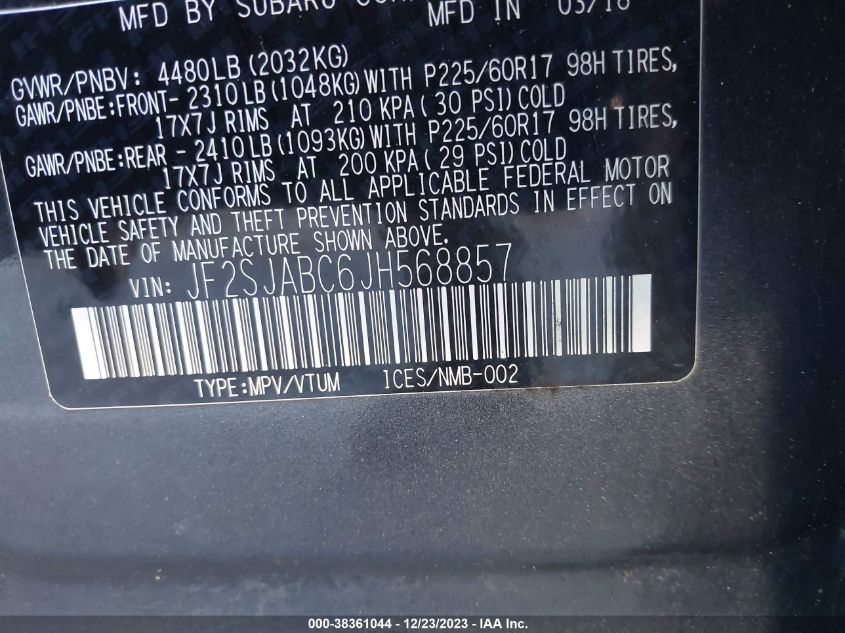 MFD BY SUBARU
MFD IN 03/18
GVWR/PNBV: 4480LB (2032KG)
GAWR/PNBE:FRONT- 2310LB (1048KG) WITH P225/60R17 98H TIRES,
17X7J RIMS AT 210 KPA ( 30 PSI) COLD
GAWR/PNBE:REAR - 2410LB (1093KG) WITH P225/60R17 98H TIRES,
17X7J RIMS AT 200 KPA ( 29 PSI) COLD
THIS VEHICLE CONFORMS TO ALL APPLICABLE FEDERAL MOTOR
VEHICLE SAFETY AND THEFT PREVENTION STANDARDS IN EFFECT ON
THE DATE OF MANUFACTURE SHOWN ABOVE.
VIN: JF2SJABC6JH568857
TYPE:MPV/VTUM ICES/NMB-002
000-38361044 - 12/23/2023 - IAA Inc.